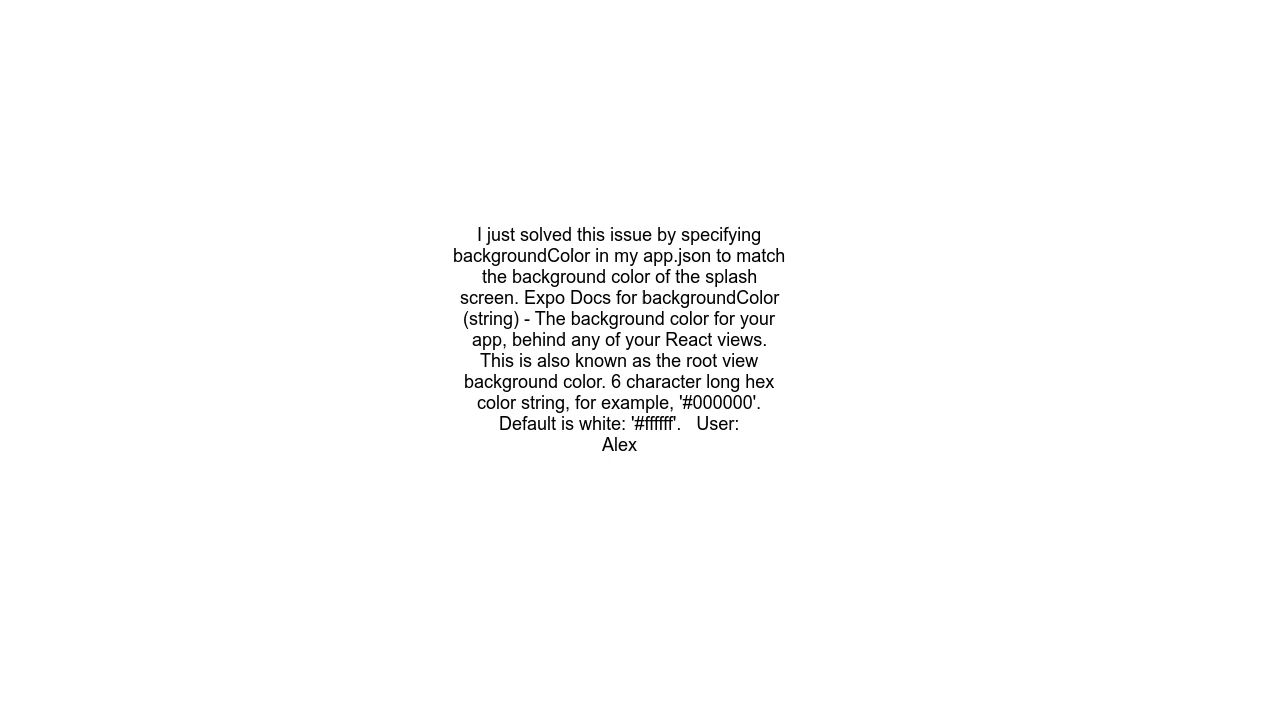 I just solved this issue by specifying
backgroundColor in my app.json to match
the background color of the splash
screen. Expo Docs for backgroundColor
(string) - The background color for your
app, behind any of your React views.
This is also known as the root view
background color. 6 character long hex
color string, for example, '#000000'.
Default is white: '#ffffff'.   User:
Alex